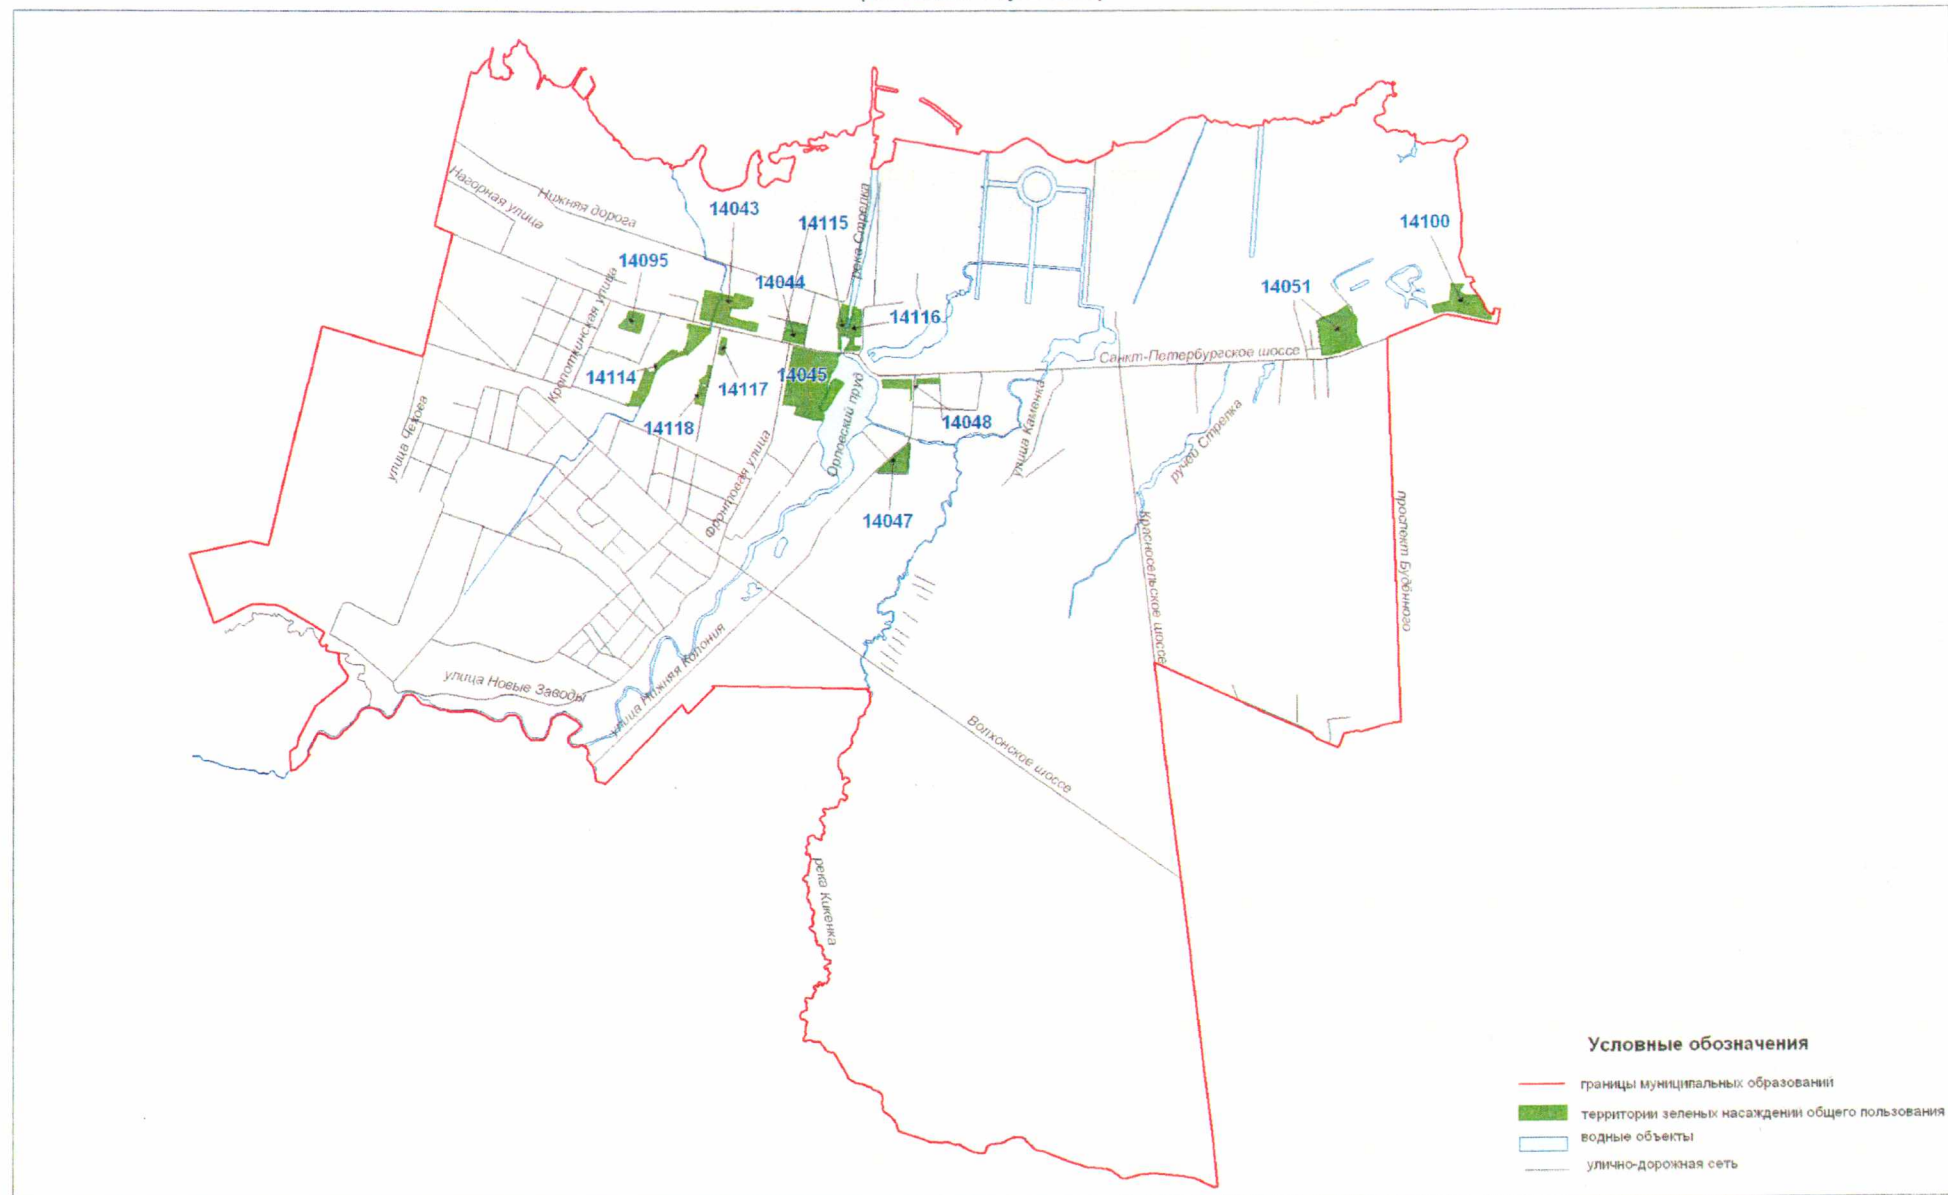 Нагорная улица
Нижняя дорога
14043
14115
река Стрелка
14100
14095
14044
14051
14116
Кропоткинская улица
Санкт-Петербургское шоссе
14114
14117
14045
14118
14048
улица Чехова
Орловский пруд
улица Каменка
ручей Стрелка
Фронтовая улица
14047
Красносельское шоссе
проспект Будённого
улица Новые Заводы
улица Нижняя Колония
Волхонское шоссе
река Кикенка
Условные обозначения
границы муниципальных образований
территории зеленых насаждений общего пользования
водные объекты
улично-дорожная сеть